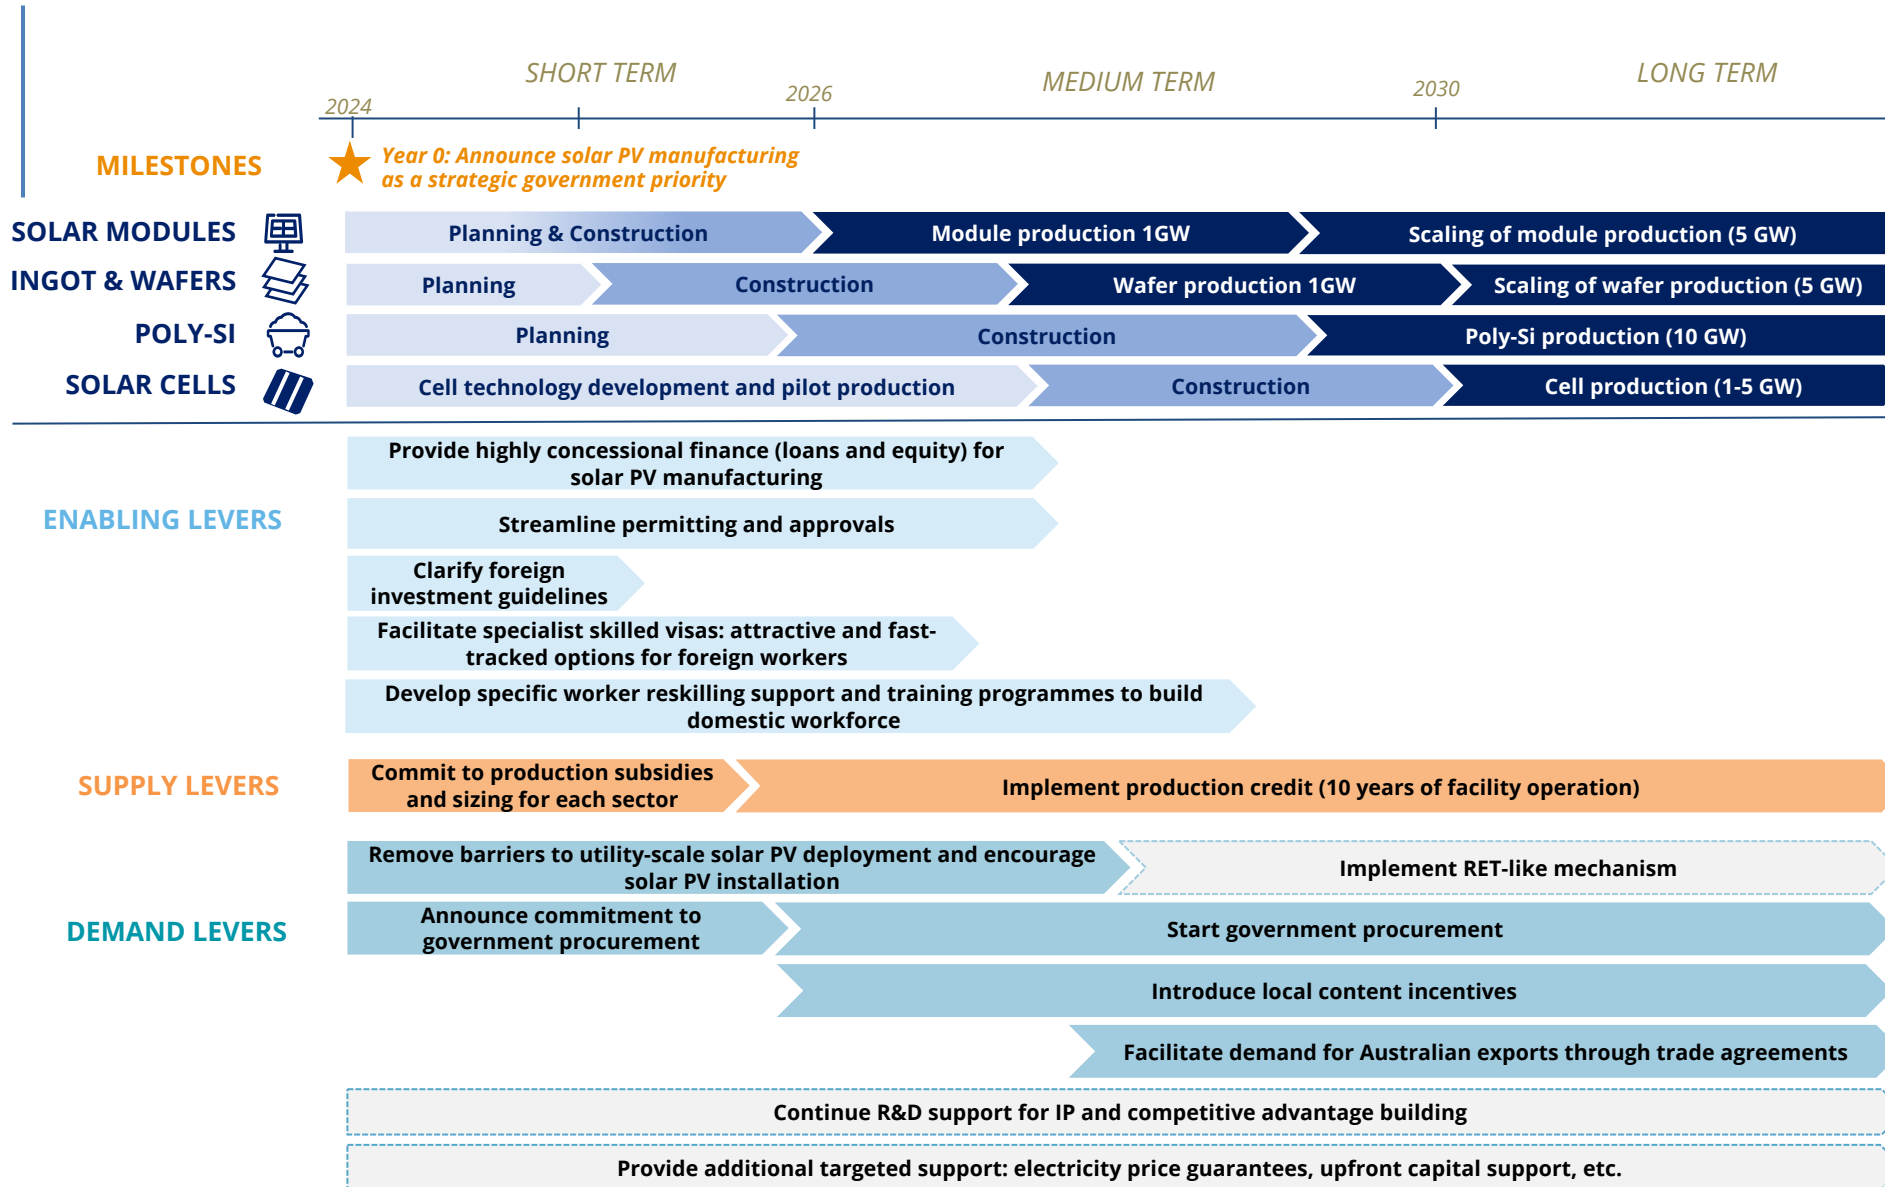 SHORT TERM
MEDIUM TERM
LONG TERM
2024
2026
2030
MILESTONES
Year 0: Announce solar PV manufacturing
as a strategic government priority
SOLAR MODULES
Planning & Construction
Module production 1GW
Scaling of module production (5 GW)
INGOT & WAFERS
Planning
Construction
Wafer production 1GW
Scaling of wafer production (5 GW)
POLY-SI
Planning
Construction
Poly-Si production (10 GW)
SOLAR CELLS
Cell technology development and pilot production
Construction
Cell production (1-5 GW)
ENABLING LEVERS
Provide highly concessional finance (loans and equity) for
solar PV manufacturing
Streamline permitting and approvals
Clarify foreign
investment guidelines
Facilitate specialist skilled visas: attractive and fast-
tracked options for foreign workers
Develop specific worker reskilling support and training programmes to build
domestic workforce
SUPPLY LEVERS
Commit to production subsidies
and sizing for each sector
Implement production credit (10 years of facility operation)
DEMAND LEVERS
Remove barriers to utility-scale solar PV deployment and encourage
solar PV installation
Implement RET-like mechanism
Announce commitment to
government procurement
Start government procurement
Introduce local content incentives
Facilitate demand for Australian exports through trade agreements
Continue R&D support for IP and competitive advantage building
Provide additional targeted support: electricity price guarantees, upfront capital support, etc.